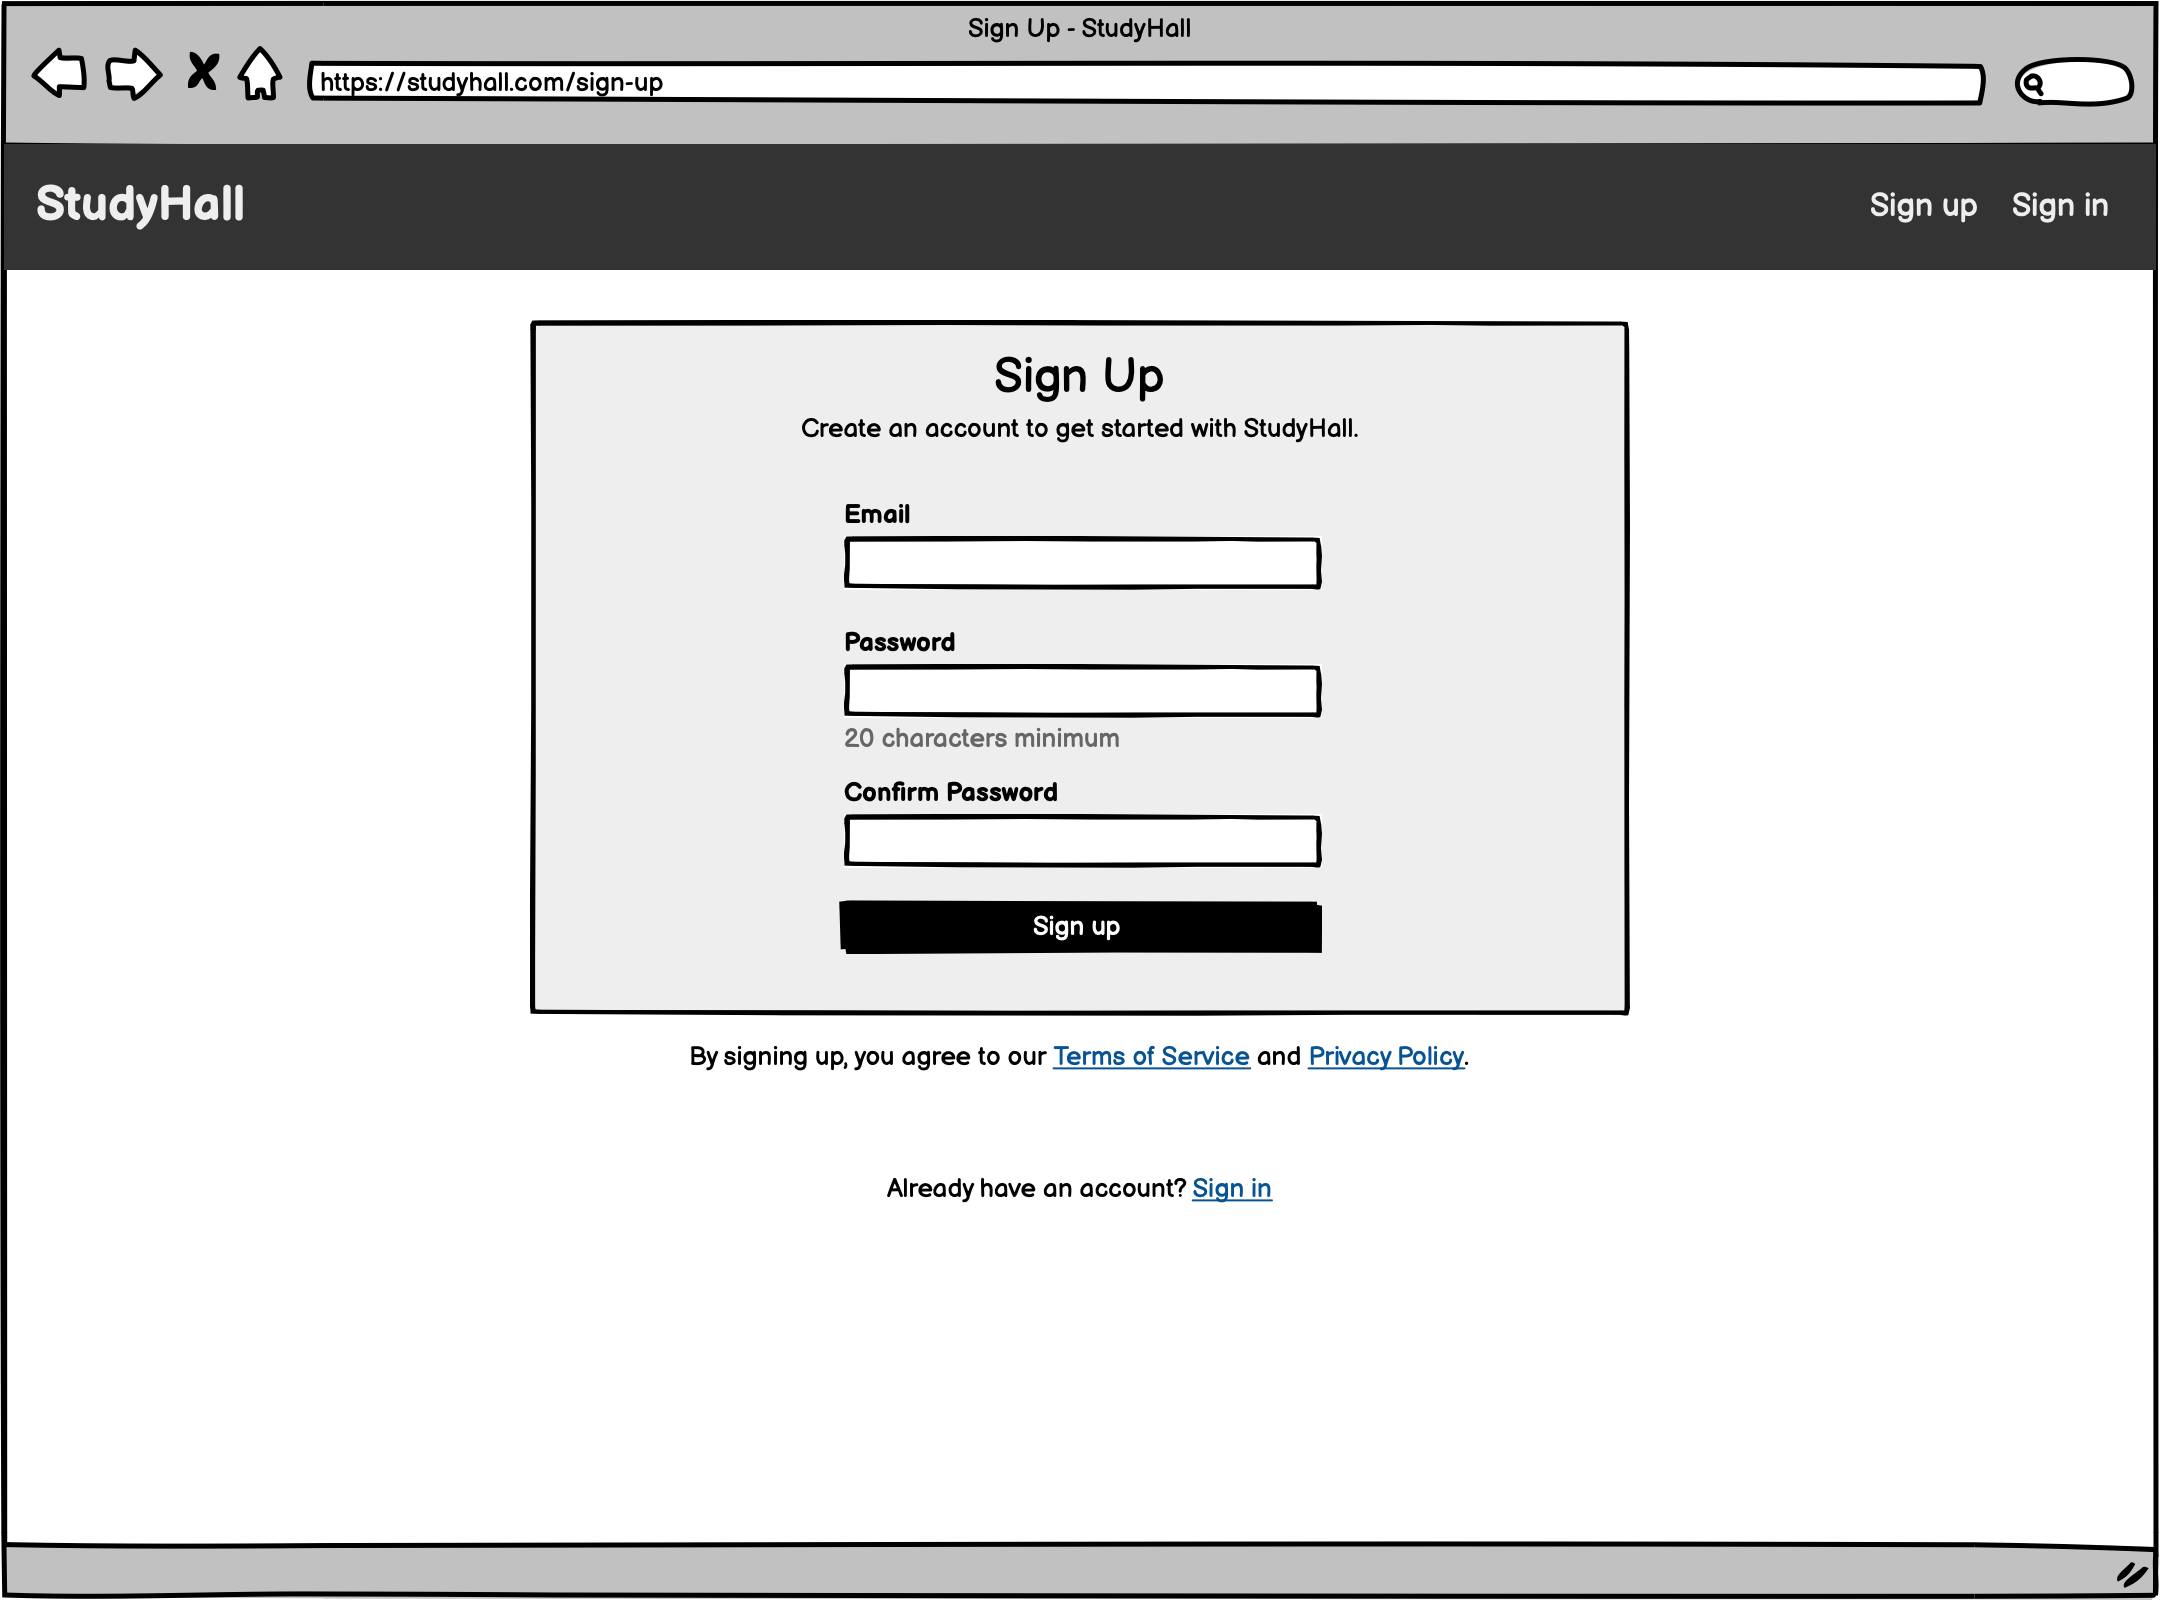 Sign Up - StudyHall
https://studyhall.com/sign-up
StudyHall
Sign up Sign in
Sign Up
Create an account to get started with StudyHall.
Email
Password
20 characters minimum
Confirm Password
Sign up
By signing up, you agree to our Terms of Service and Privacy Policy.
Already have an account? Sign in